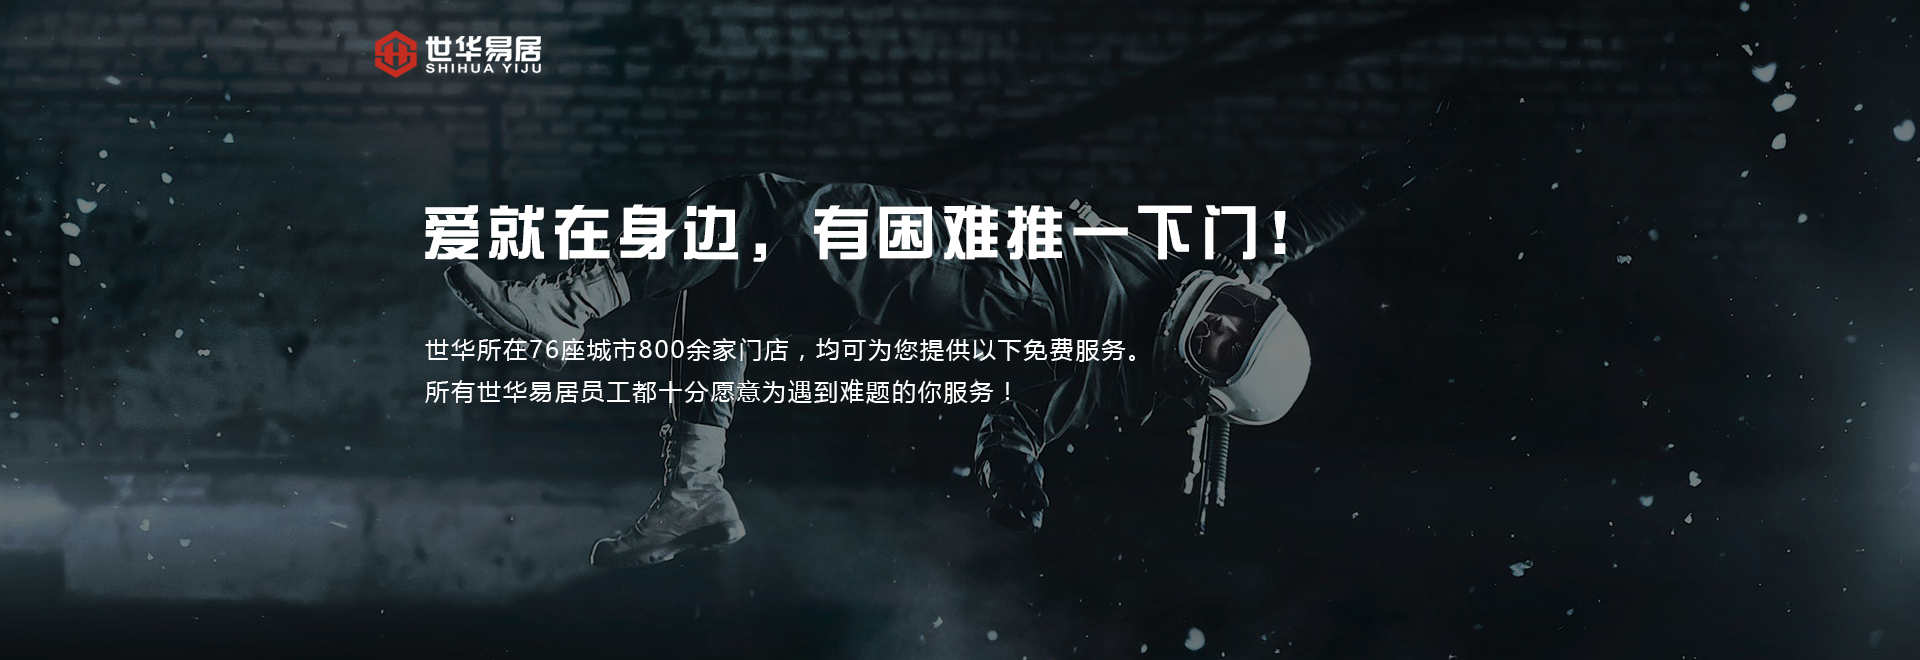 世华易居
SHIHUA YIJU
爱就在身边，有困难推一下门！
世华所在76座城市800余家门店，均可为您提供以下免费服务。
所有世华易居员工都十分愿意为遇到难题的你服务！